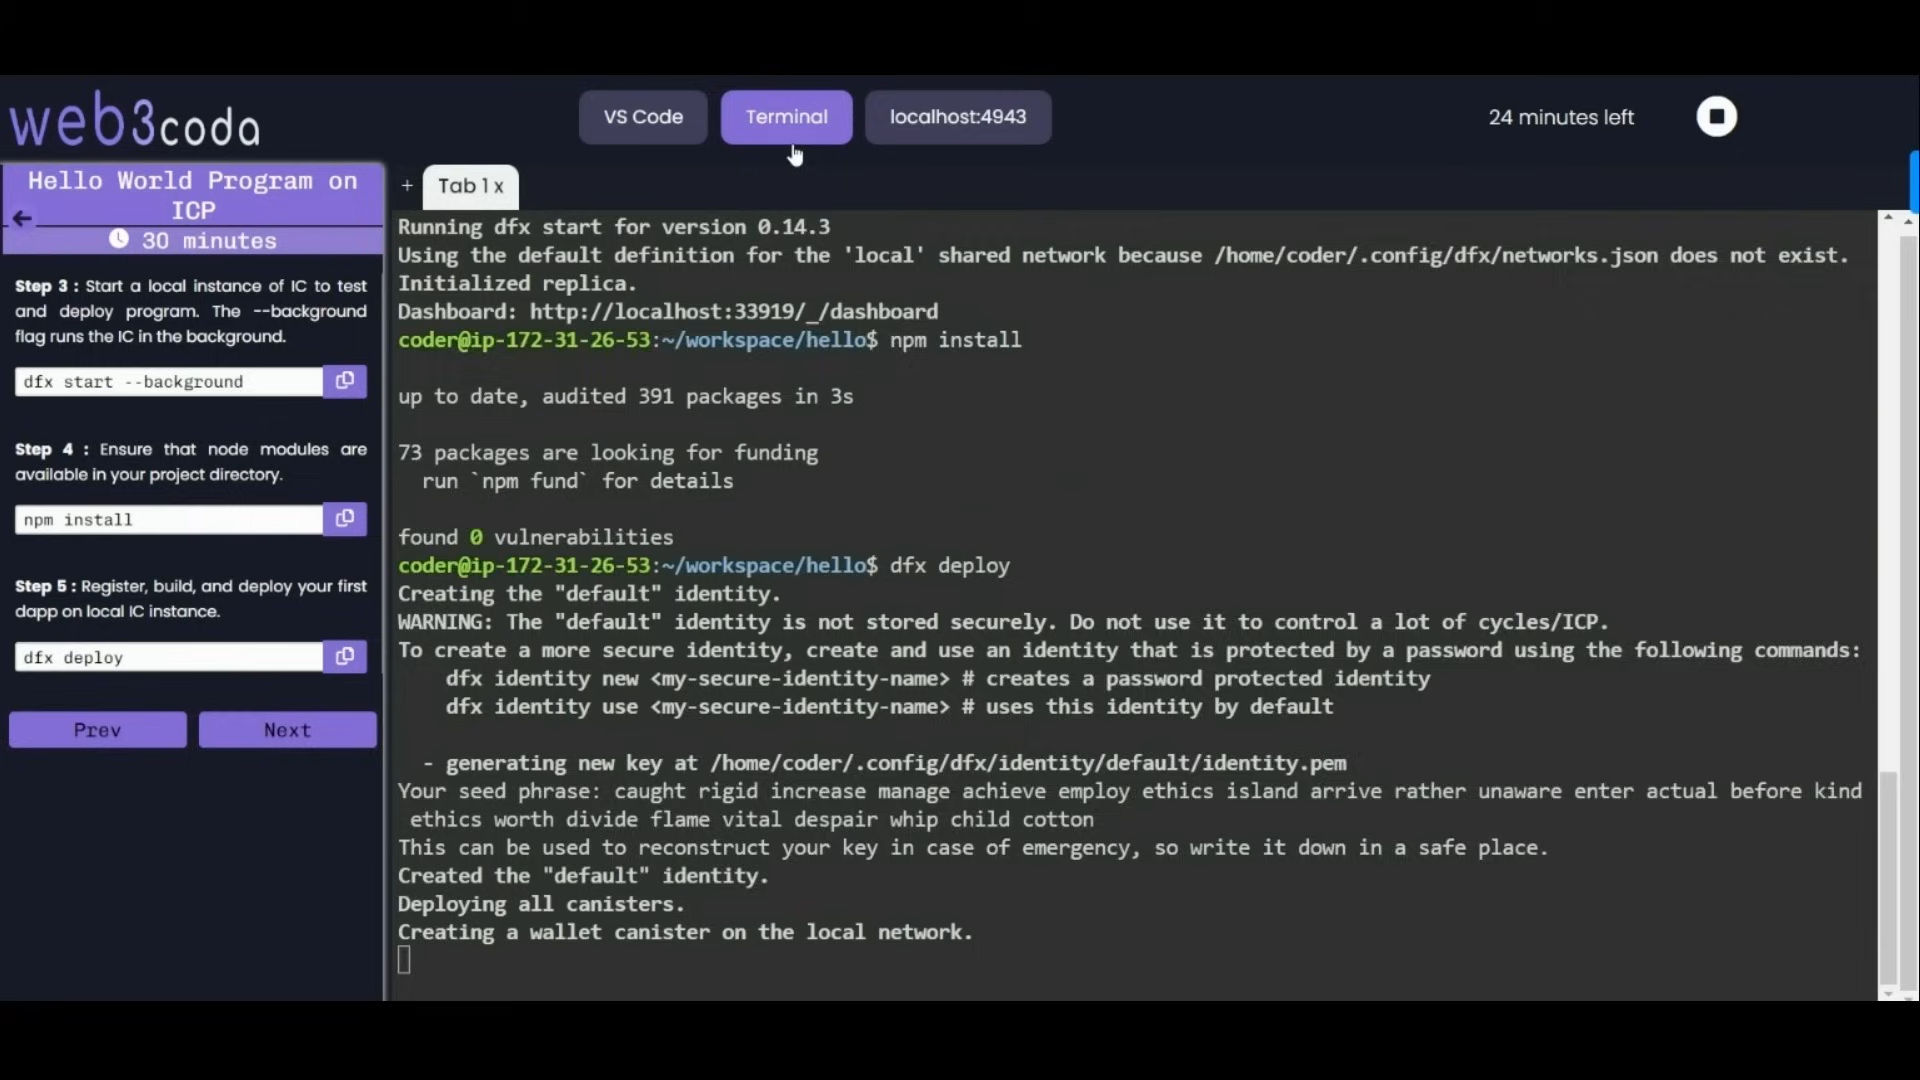 web3coda
VS Code
Terminal
localhost:4943
24 minutes left
Hello World Program on
ICP
30 minutes
Step 3 : Start a local instance of IC to test
and deploy program. The --background
flag runs the IC in the background.
dfx start --background
Step 4 : Ensure that node modules are
available in your project directory.
npm install
Step 5 : Register, build, and deploy your first
dapp on local IC instance.
dfx deploy
Prev
Next
+ Tab 1 x
Running dfx start for version 0.14.3
Using the default definition for the 'local' shared network because /home/coder/.config/dfx/networks.json does not exist.
Initialized replica.
Dashboard: http://localhost:33919/_/dashboard
coder@ip-172-31-26-53:~/workspace/hello$ npm install
up to date, audited 391 packages in 3s
73 packages are looking for funding
run `npm fund` for details
found 0 vulnerabilities
coder@ip-172-31-26-53:~/workspace/hello$ dfx deploy
Creating the "default" identity.
WARNING: The "default" identity is not stored securely. Do not use it to control a lot of cycles/ICP.
To create a more secure identity, create and use an identity that is protected by a password using the following commands:
dfx identity new <my-secure-identity-name> # creates a password protected identity
dfx identity use <my-secure-identity-name> # uses this identity by default
- generating new key at /home/coder/.config/dfx/identity/default/identity.pem
Your seed phrase: caught rigid increase manage achieve employ ethics island arrive rather unaware enter actual before kind
ethics worth divide flame vital despair whip child cotton
This can be used to reconstruct your key in case of emergency, so write it down in a safe place.
Created the "default" identity.
Deploying all canisters.
Creating a wallet canister on the local network.